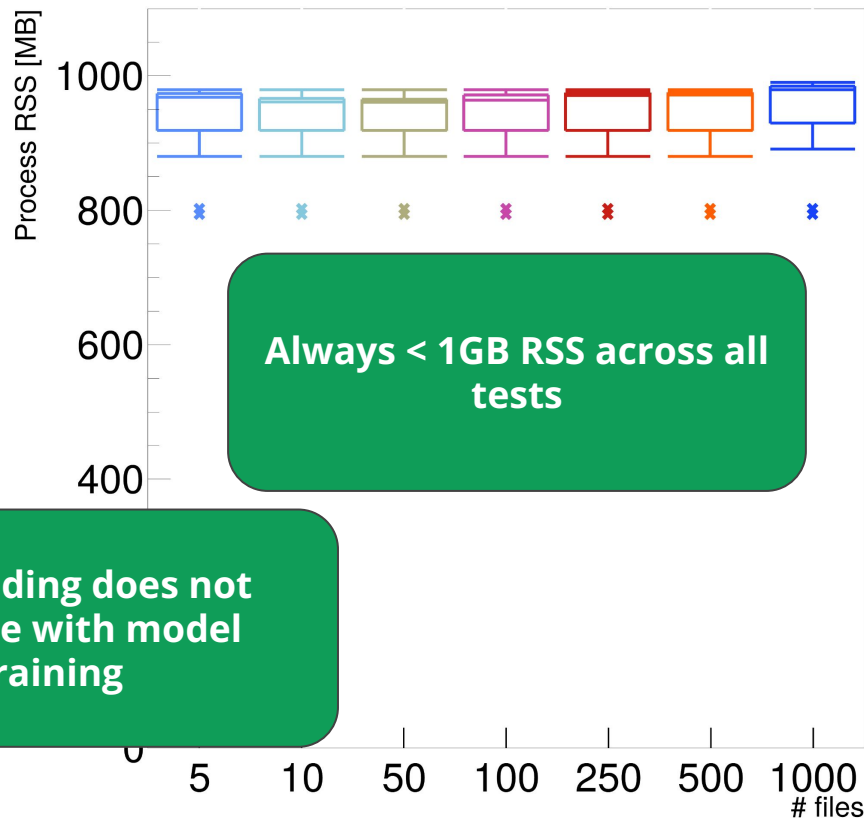 Process RSS [MB]
1000
800
600
400
0
Always < 1GB RSS across all
tests
ding does not
e with model
raining
5 10 50 100 250 500 1000
# files